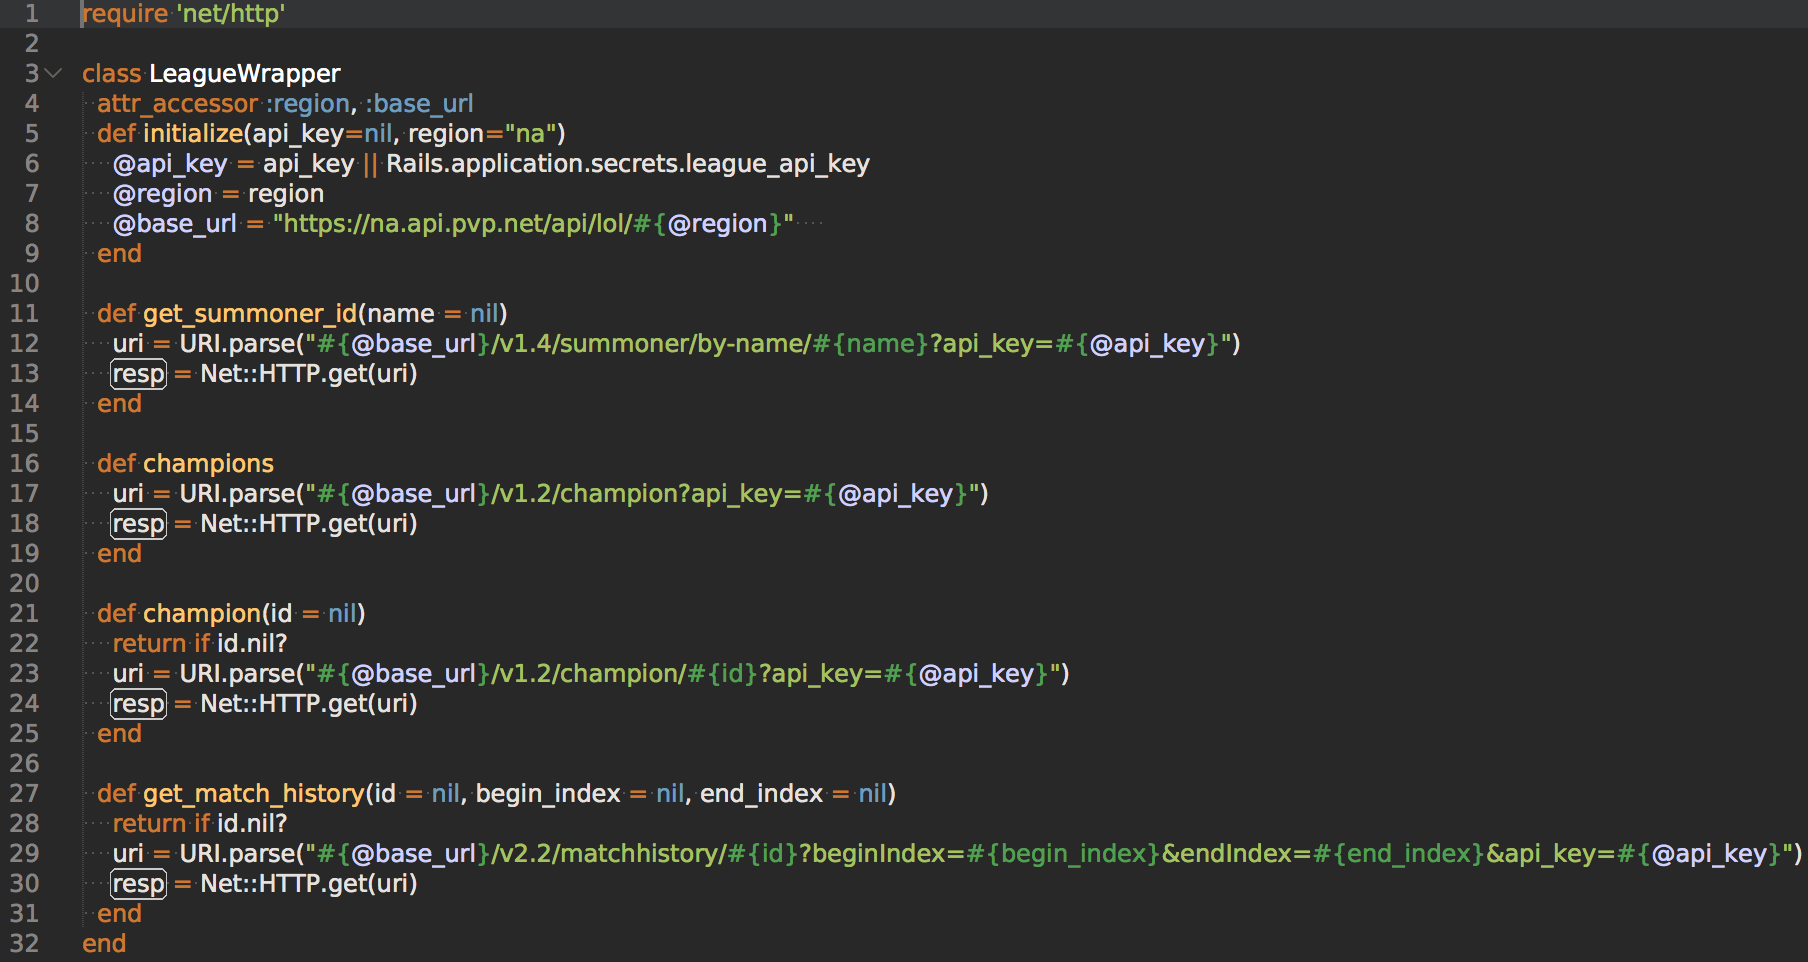 1 require 'net/http'
2
3 class LeagueWrapper
4 attr_accessor :region, :base_url
5 def initialize(api_key=nil, region="na")
6 @api_key = api_key || Rails.application.secrets.league_api_key
7 @region = region
8 @base_url = "https://na.api.pvp.net/api/lol/#{@region}"
9 end
10
11 def get_summoner_id(name = nil)
12 uri = URI.parse("#{@base_url}/v1.4/summoner/by-name/#{name}?api_key=#{@api_key}")
13 resp = Net::HTTP.get(uri)
14 end
15
16 def champions
17 uri = URI.parse("#{@base_url}/v1.2/champion?api_key=#{@api_key}")
18 resp = Net::HTTP.get(uri)
19 end
20
21 def champion(id = nil)
22 return if id.nil?
23 uri = URI.parse("#{@base_url}/v1.2/champion/#{id}?api_key=#{@api_key}")
24 resp = Net::HTTP.get(uri)
25 end
26
27 def get_match_history(id = nil, begin_index = nil, end_index = nil)
28 return if id.nil?
29 uri = URI.parse("#{@base_url}/v2.2/matchhistory/#{id}?beginIndex=#{begin_index}&endIndex=#{end_index}&api_key=#{@api_key}")
30 resp = Net::HTTP.get(uri)
31 end
32 end